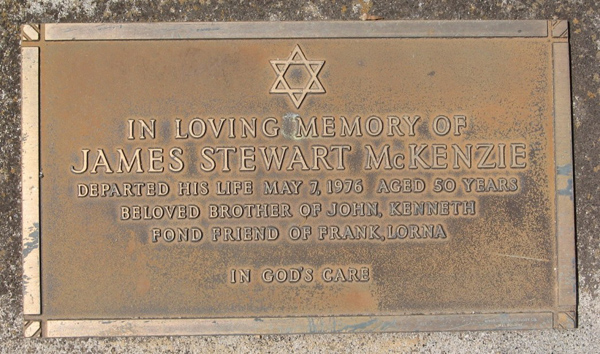 IN LOVING MEMORY OF
JAMES STEWART McKENZIE
DEPARTED HIS LIFE MAY 7, 1976 AGED 50 YEARS
BELOVED BROTHER OF JOHN, KENNETH
FOND FRIEND OF FRANK, LORNA
IN GOD'S CARE